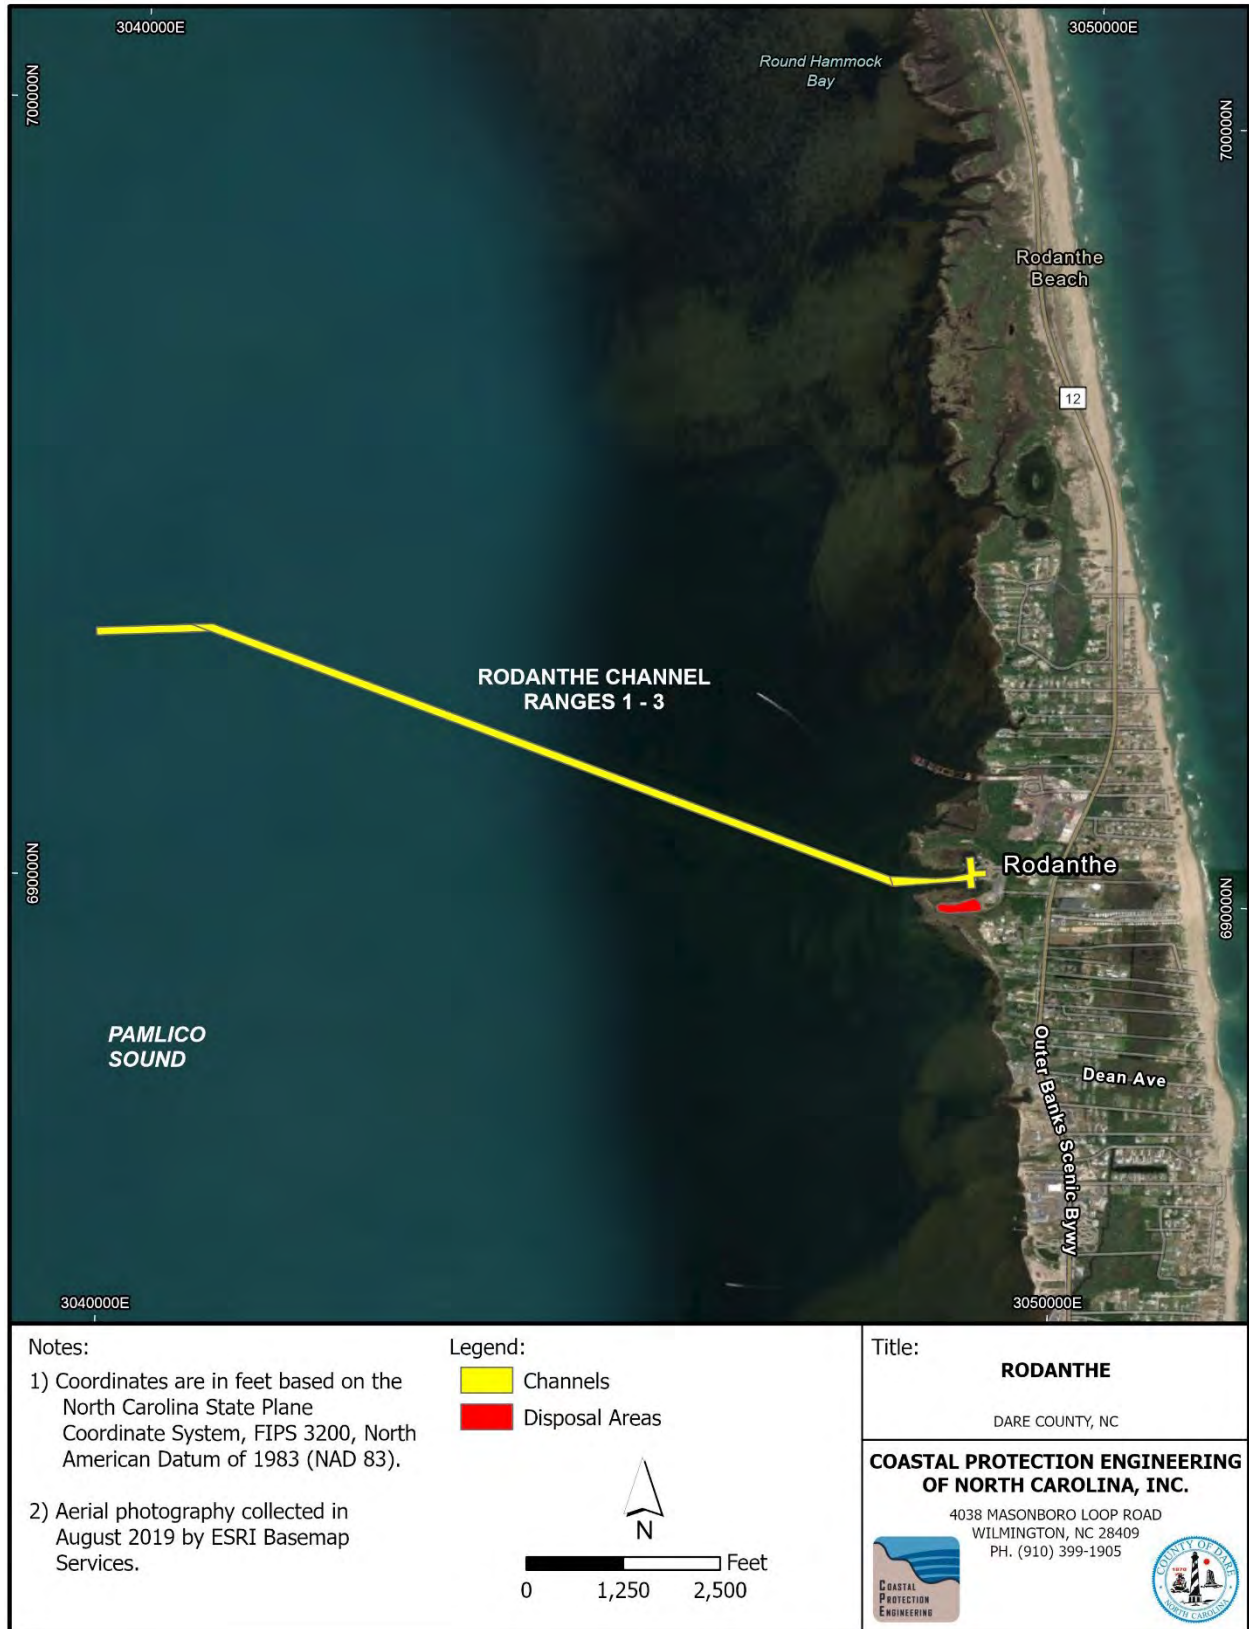 3040000E
3050000E
Round Hammock
Bay
700000N
700000N
Rodanthe
Beach
12
RODANTHE CHANNEL
RANGES 1 - 3
Rodanthe
690000N
690000N
PAMLICO
SOUND
Outer Banks Scenic Bywy
Dean Ave
3040000E
3050000E
Notes:
1) Coordinates are in feet based on the
North Carolina State Plane
Coordinate System, FIPS 3200, North
American Datum of 1983 (NAD 83).
2) Aerial photography collected in
August 2019 by ESRI Basemap
Services.
Legend:
Channels
Disposal Areas
N
Feet
0 1,250 2,500
Title:
RODANTHE
DARE COUNTY, NC
COASTAL PROTECTION ENGINEERING
OF NORTH CAROLINA, INC.
4038 MASONBORO LOOP ROAD
WILMINGTON, NC 28409
PH. (910) 399-1905
COASTAL
PROTECTION
ENGINEERING
COUNTY OF DARE
1870
NORTH CAROLINA